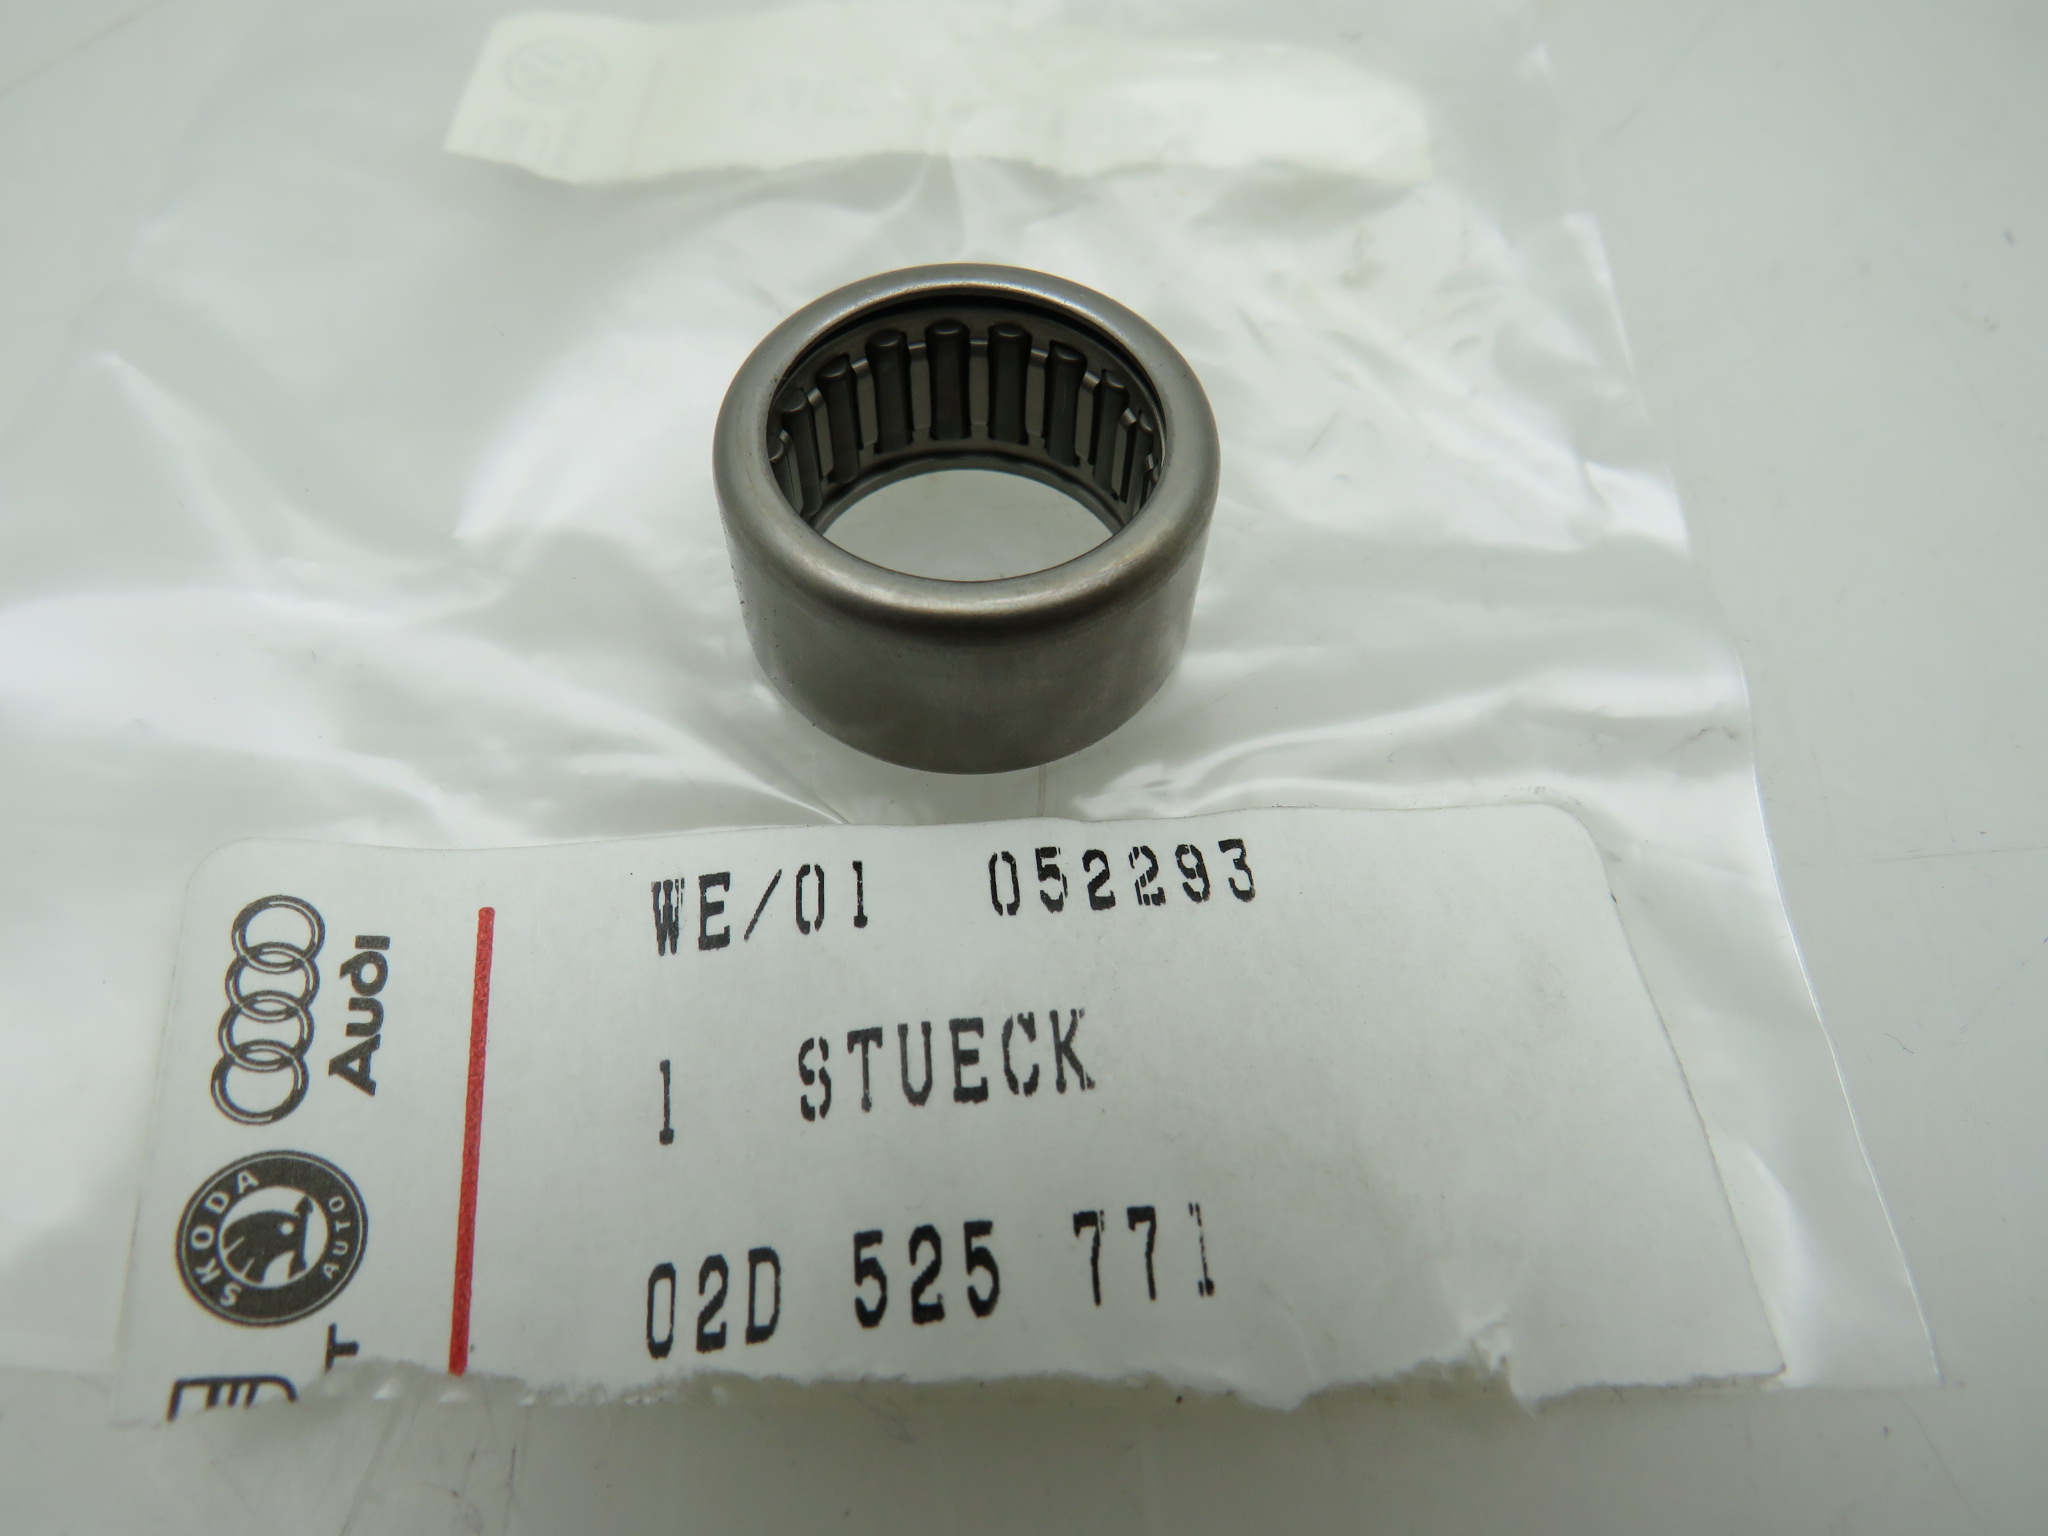 WE/01 052293
1 STUECK
02D 525 771
Audi
SKODA
AUTO